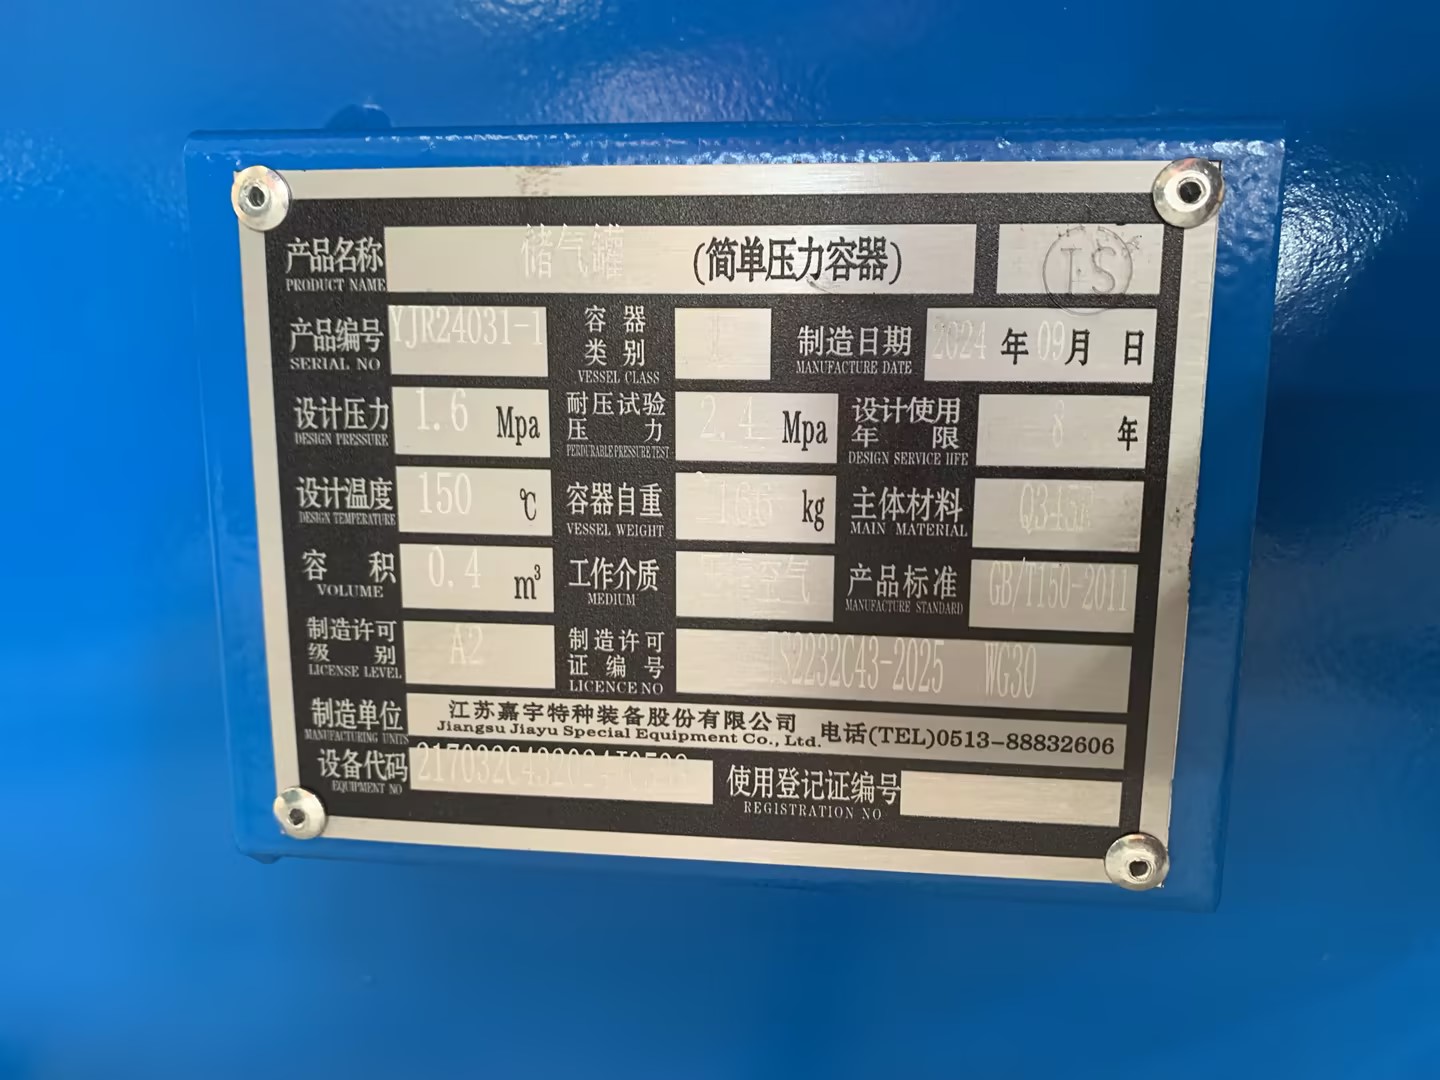 产品名称 储气罐 (简单压力容器) TS
PRODUCT NAME
产品编号 YJR24031-1 容器类别 制造日期 2024 年 09 月 日
SERIAL NO VESSEL CLASS MANUFACTURE DATE
设计压力 1.6 Mpa 耐压试验压力 2.4 Mpa 设计使用年限 8 年
DESIGN PRESSURE PERDURABLE PRESSURE TEST DESIGN SERVICE IIFE
设计温度 150 ℃ 容器自重 166 kg 主体材料
DESIGN TEMPERATURE VESSEL WEIGHT MAIN MATERIAL
容积 0.4 m³ 工作介质 压缩空气 产品标准 GB/T150-2011
VOLUME MEDIUM MANUFACTURE STANDARD
制造许可级别 A2 制造许可证编号 TS2232C43-2025 WG30
LICENSE LEVEL LICENCE NO
制造单位 江苏嘉宇特种装备股份有限公司 电话(TEL)0513-88832606
MANUFACTURING UNITS Jiangsu Jiayu Special Equipment Co., Ltd.
设备代码 使用登记证编号
EQUIPMENT NO REGISTRATION NO